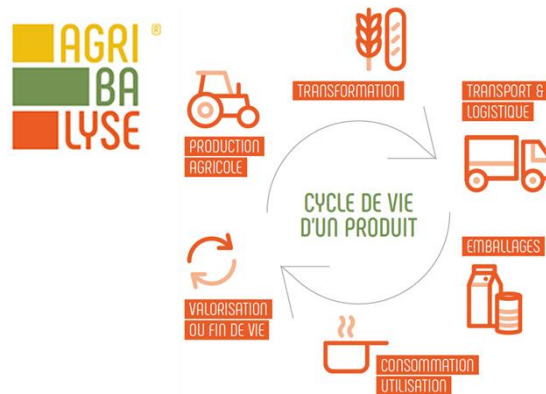 AGRI ®
BA
LYSE
TRANSFORMATION
TRANSPORT &
LOGISTIQUE
PRODUCTION
AGRICOLE
CYCLE DE VIE
D'UN PRODUIT
EMBALLAGES
VALORISATION
OU FIN DE VIE
CONSOMMATION
UTILISATION